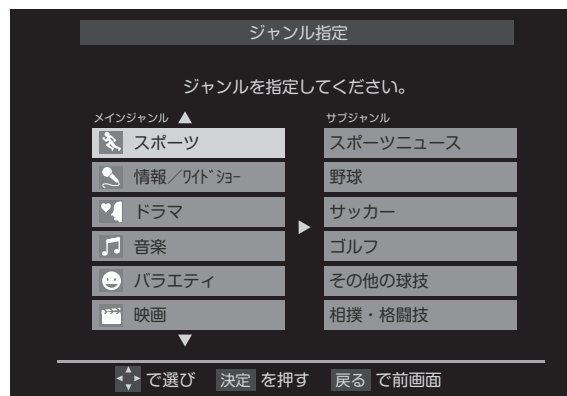 ジャンル指定
ジャンルを指定してください。
メインジャンル
スポーツ
情報／ﾜｲﾄﾞｼｮｰ
ドラマ
音楽
バラエティ
映画
サブジャンル
スポーツニュース
野球
サッカー
ゴルフ
その他の球技
相撲・格闘技
で選び 決定 を押す 戻る で前画面